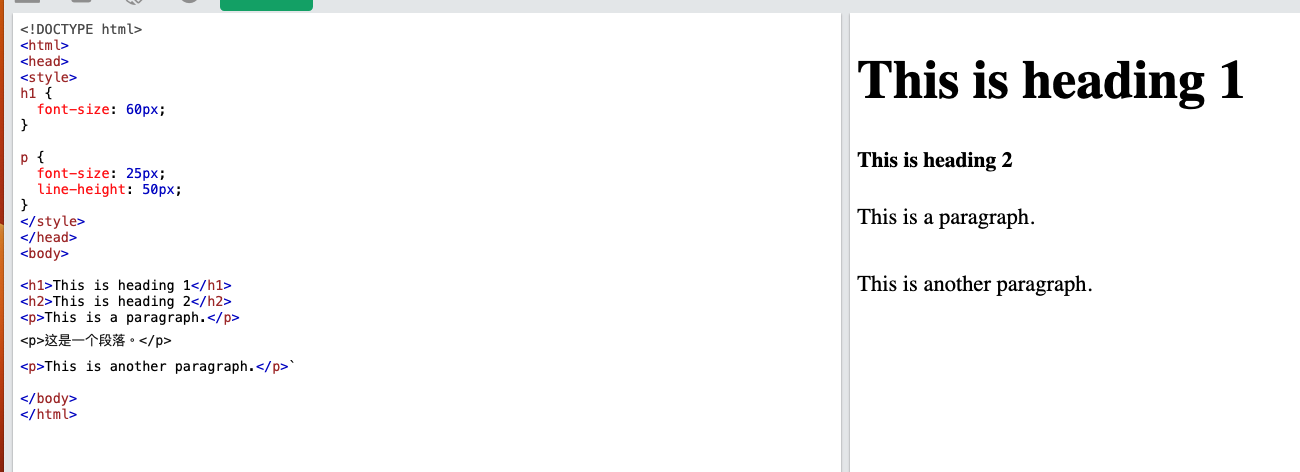 <!DOCTYPE html>
<html>
<head>
<style>
h1 {
  font-size: 60px;
}

p {
  font-size: 25px;
  line-height: 50px;
}
</style>
</head>
<body>

<h1>This is heading 1</h1>
<h2>This is heading 2</h2>
<p>This is a paragraph.</p>
<p>这是一个段落。</p>
<p>This is another paragraph.</p>`

</body>
</html>
This is heading 1
This is heading 2
This is a paragraph.
This is another paragraph.